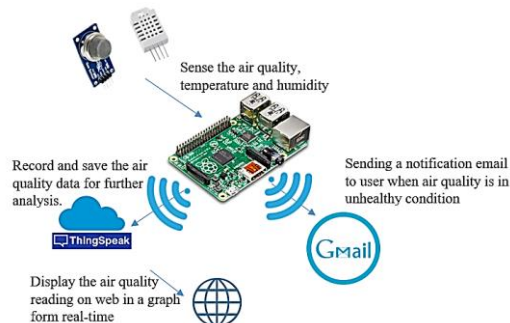 Sense the air quality,
temperature and humidity
Record and save the air
quality data for further
analysis.
ThingSpeak
Sending a notification email
to user when air quality is in
unhealthy condition
GMail
Display the air quality
reading on web in a graph
form real-time